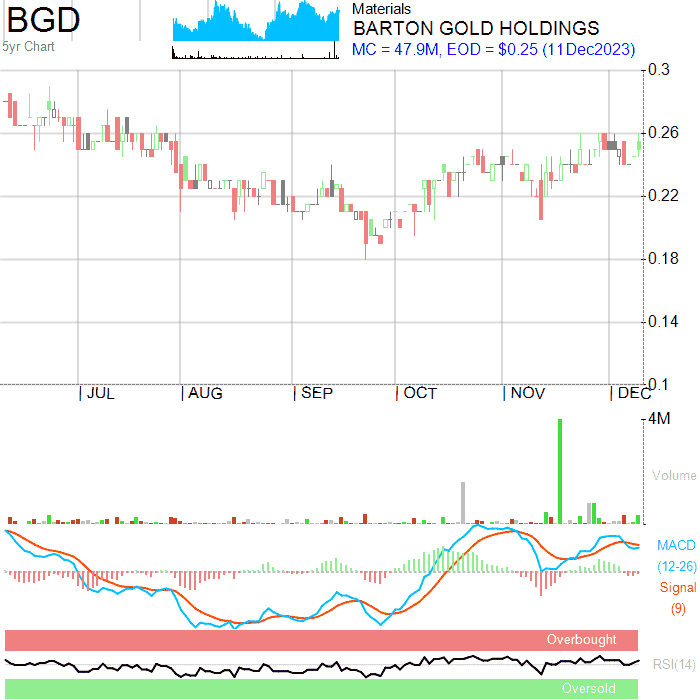 BGD
5yr Chart
Materials
BARTON GOLD HOLDINGS
MC = 47.9M, EOD = $0.25 (11Dec2023)
0.3
0.26
0.22
0.18
0.14
0.1
JUL AUG SEP OCT NOV DEC
4M
Volume
MACD
(12-26)
Signal
(9)
Overbought
RSI(14)
Oversold